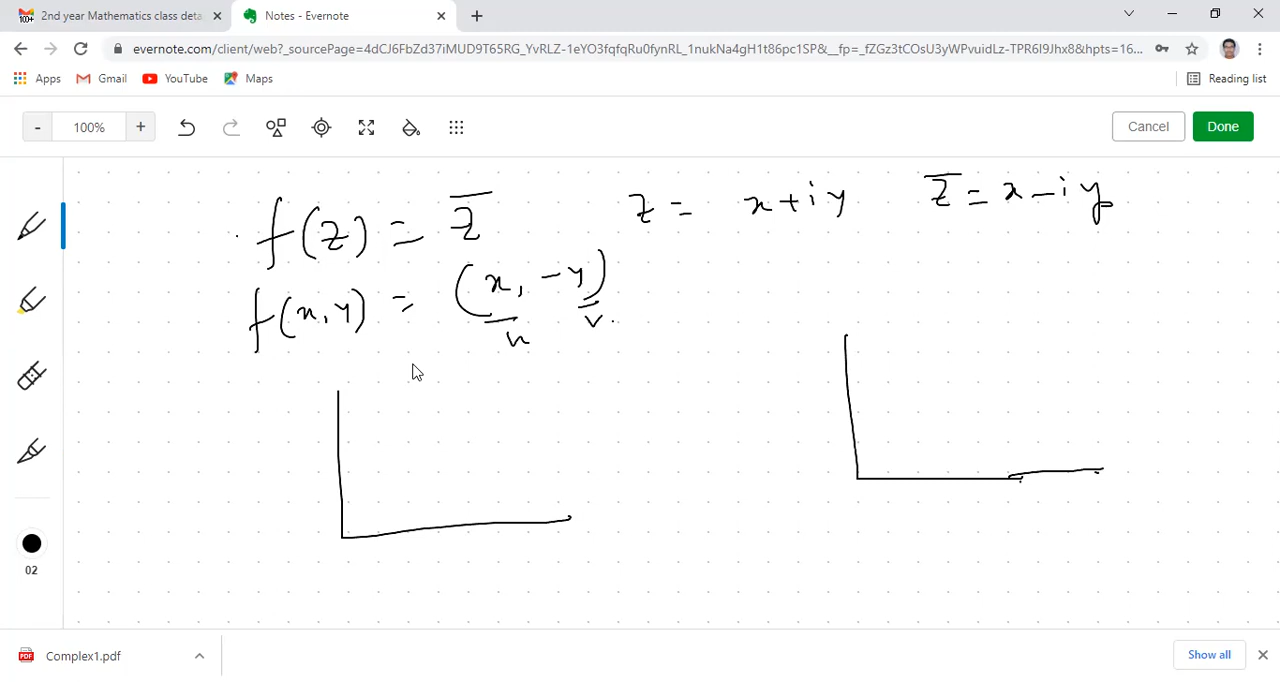 2nd year Mathematics class deta
Notes - Evernote
evernote.com/client/web?_sourcePage=4dCJ6FbZd37iMUD9T65RG_YvRLZ-1eYO3fqfqRu0fynRL_1nukNa4gH1t86pc1SP&__fp=_fZGz3tCOsU3yWPvuidLz-TPR6I9Jhx8&hpts=16...
Apps Gmail YouTube Maps Reading list
- 100% + Cancel Done
f(z) = z̅ z = x + iy z̅ = x - iy
f(x, y) = (x, -y)
u v
02
Complex1.pdf Show all